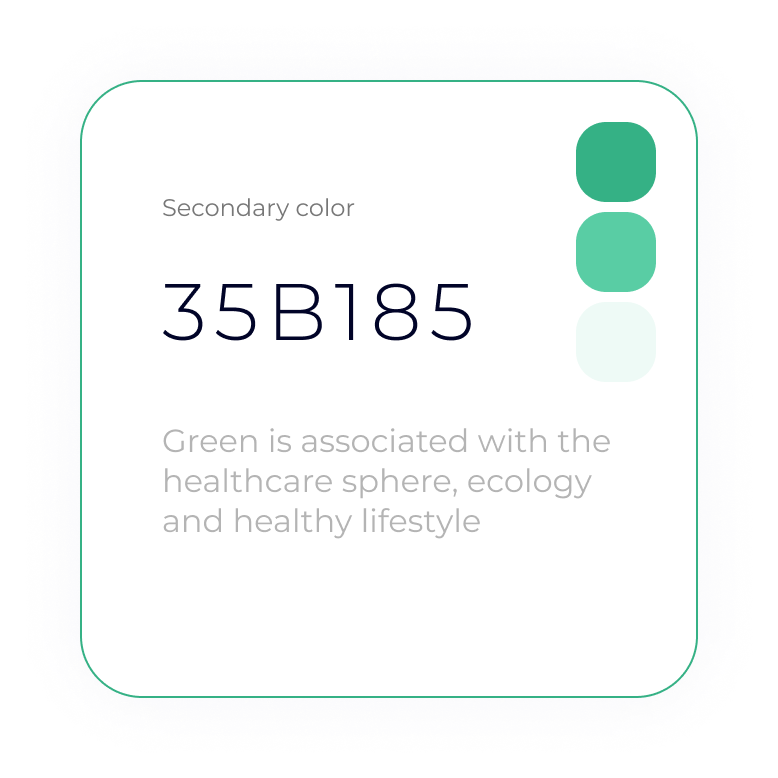 Secondary color
35B185
Green is associated with the
healthcare sphere, ecology
and healthy lifestyle